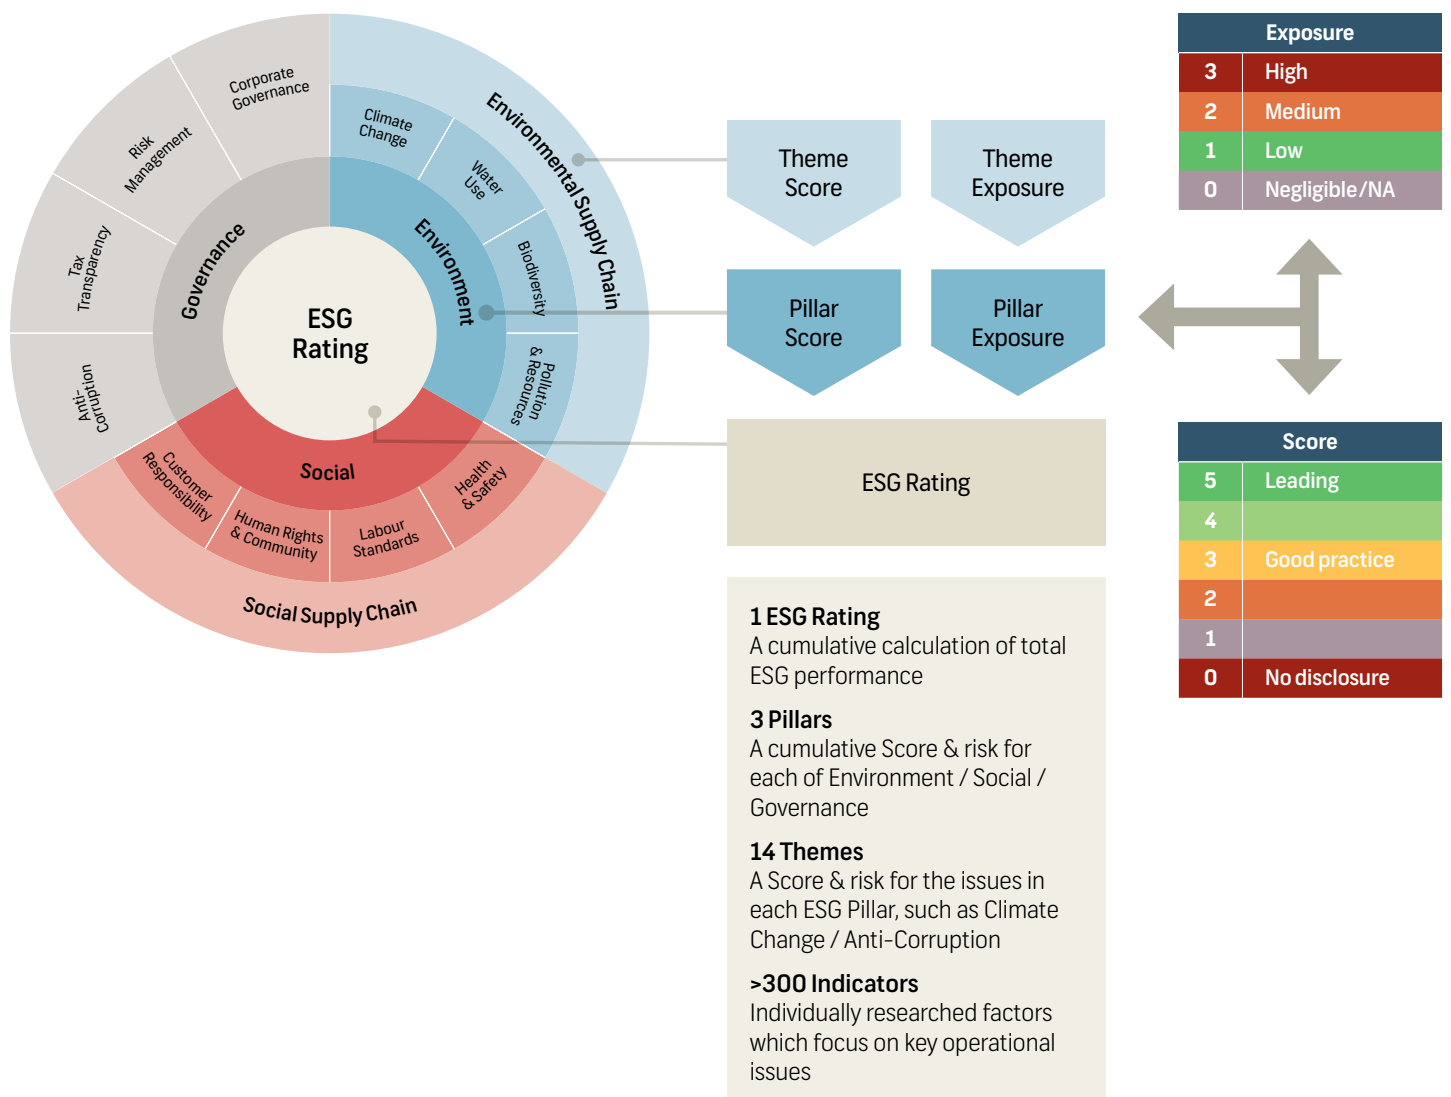 Corporate
Governance
Risk
Management
Tax
Transparency
Anti-
Corruption
Governance
Climate
Change
Water
Use
Biodiversity
Pollution
& Resources
Environment
Environmental Supply Chain
ESG
Rating
Social
Customer
Responsibility
Human Rights
& Community
Labour
Standards
Health
& Safety
Social Supply Chain
Theme
Score
Theme
Exposure
Pillar
Score
Pillar
Exposure
ESG Rating
1 ESG Rating
A cumulative calculation of total
ESG performance
3 Pillars
A cumulative Score & risk for
each of Environment / Social /
Governance
14 Themes
A Score & risk for the issues in
each ESG Pillar, such as Climate
Change / Anti-Corruption
>300 Indicators
Individually researched factors
which focus on key operational
issues
Exposure
3 High
2 Medium
1 Low
0 Negligible/NA
Score
5 Leading
4
3 Good practice
2
1
0 No disclosure